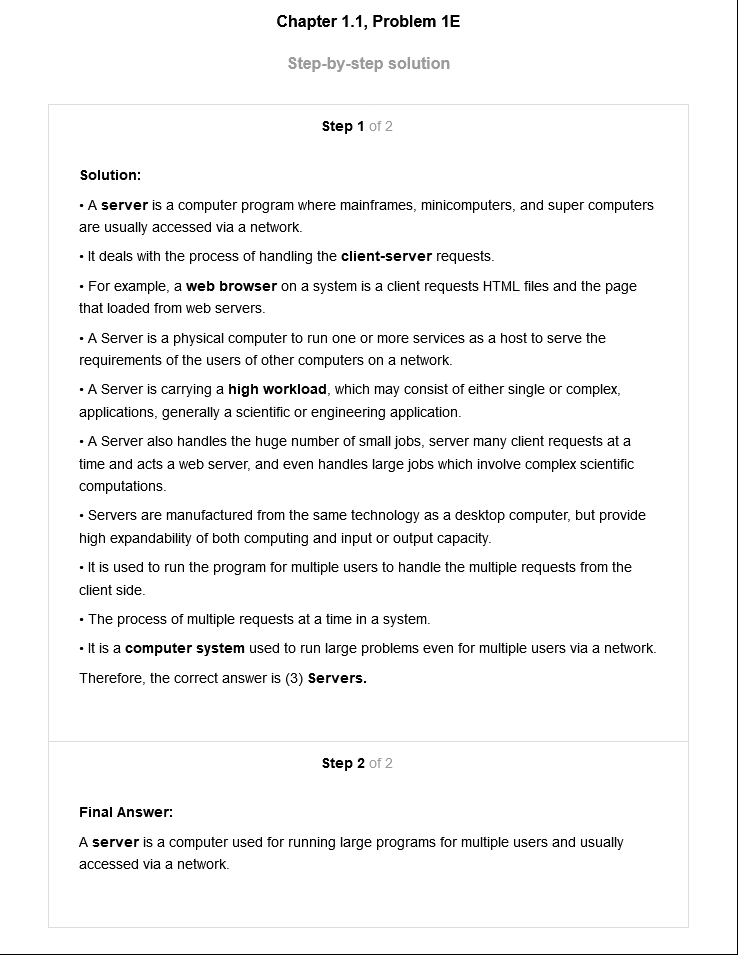 Chapter 1.1, Problem 1E
Step-by-step solution
Step 1 of 2
Solution:
• A server is a computer program where mainframes, minicomputers, and super computers
are usually accessed via a network.
• It deals with the process of handling the client-server requests.
• For example, a web browser on a system is a client requests HTML files and the page
that loaded from web servers.
• A Server is a physical computer to run one or more services as a host to serve the
requirements of the users of other computers on a network.
• A Server is carrying a high workload, which may consist of either single or complex,
applications, generally a scientific or engineering application.
• A Server also handles the huge number of small jobs, server many client requests at a
time and acts a web server, and even handles large jobs which involve complex scientific
computations.
• Servers are manufactured from the same technology as a desktop computer, but provide
high expandability of both computing and input or output capacity.
• It is used to run the program for multiple users to handle the multiple requests from the
client side.
• The process of multiple requests at a time in a system.
• It is a computer system used to run large problems even for multiple users via a network.
Therefore, the correct answer is (3) Servers.
Step 2 of 2
Final Answer:
A server is a computer used for running large programs for multiple users and usually
accessed via a network.